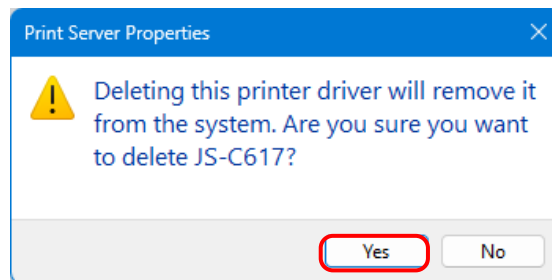 Print Server Properties
Deleting this printer driver will remove it
from the system. Are you sure you want
to delete JS-C617?
Yes
No